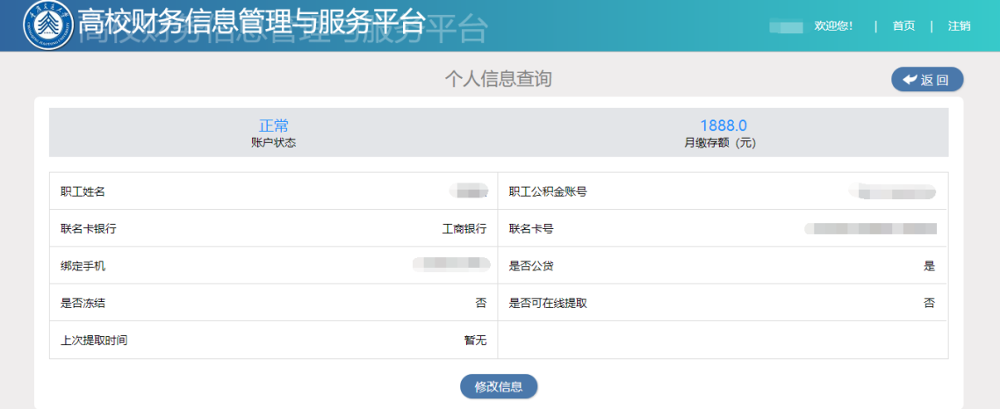 高校财务信息管理与服务平台
欢迎您! | 首页 | 注销
个人信息查询
返回
正常
账户状态
1888.0
月缴存额（元）
职工姓名
职工公积金账号
联名卡银行 工商银行
联名卡号
绑定手机
是否公贷 是
是否冻结 否
是否可在线提取 否
上次提取时间 暂无
修改信息